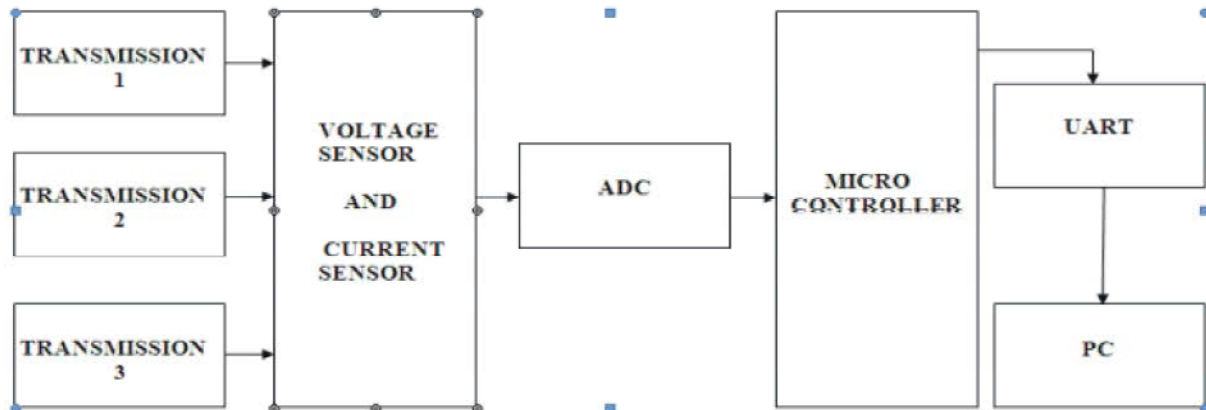 TRANSMISSION
1
TRANSMISSION
2
TRANSMISSION
3
VOLTAGE
SENSOR
AND
CURRENT
SENSOR
ADC
MICRO
CONTROLLER
UART
PC